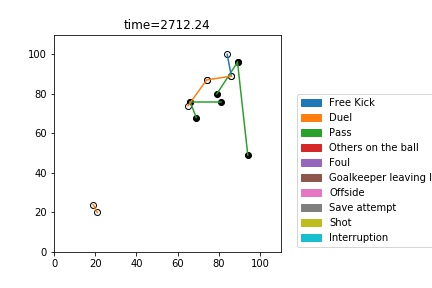 time=2712.24
100
80
60
40
20
0
0 20 40 60 80 100
Free Kick
Duel
Pass
Others on the ball
Foul
Goalkeeper leaving l
Offside
Save attempt
Shot
Interruption